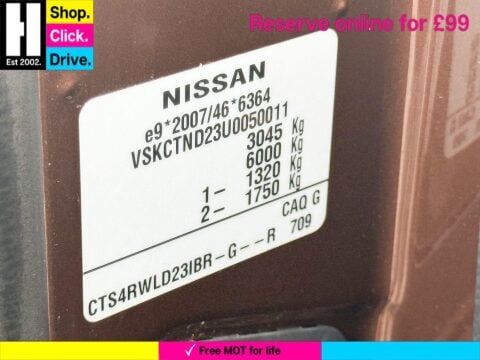 H
Est 2002.
Shop.
Click.
Drive.
Reserve online for £99
NISSAN
e9*2007/46*6364
VSKCTND23U0050011
3045 Kg
6000 Kg
1- 1320 Kg
2- 1750 Kg
CAQ G
709
CTS4RWLD23IBR-G--R
✓ Free MOT for life